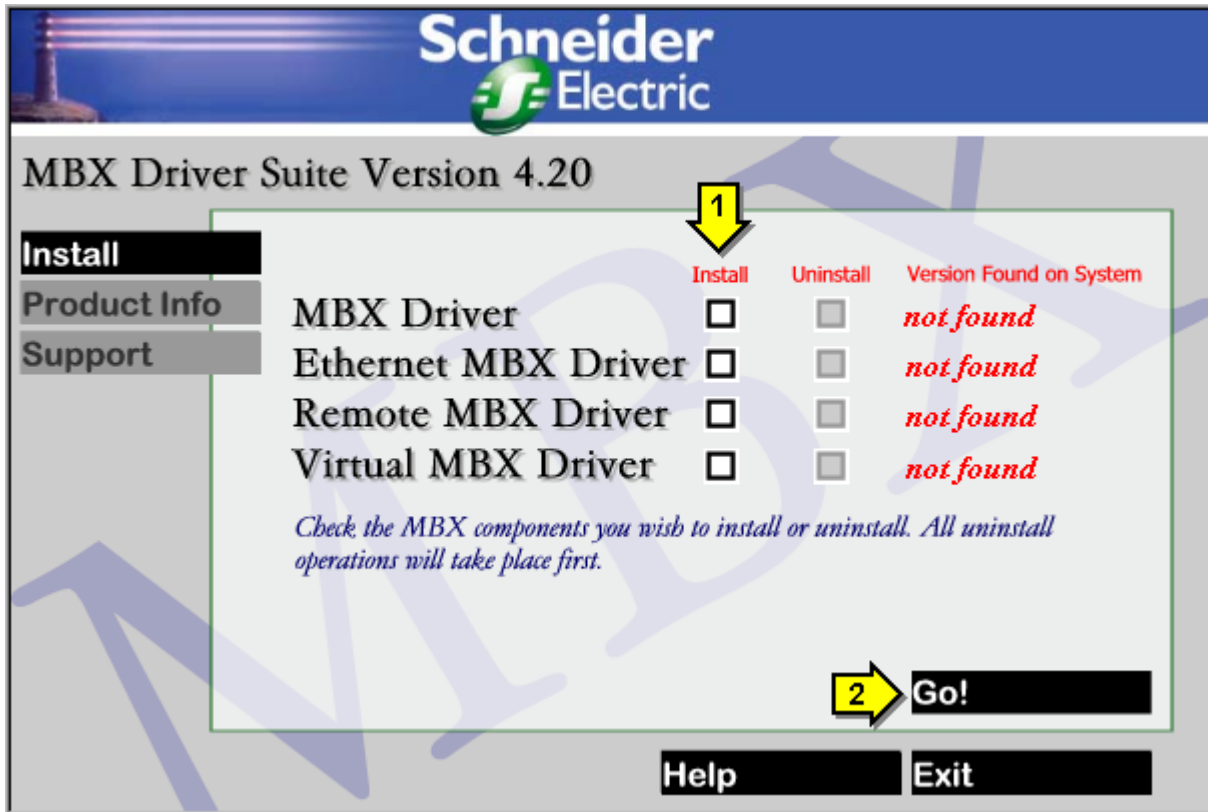 Schneider
Electric
MBX Driver Suite Version 4.20
1
Install
Product Info
Support
Install Uninstall Version Found on System
MBX Driver not found
Ethernet MBX Driver not found
Remote MBX Driver not found
Virtual MBX Driver not found
Check the MBX components you wish to install or uninstall. All uninstall
operations will take place first.
2 Go!
Help Exit
MBX